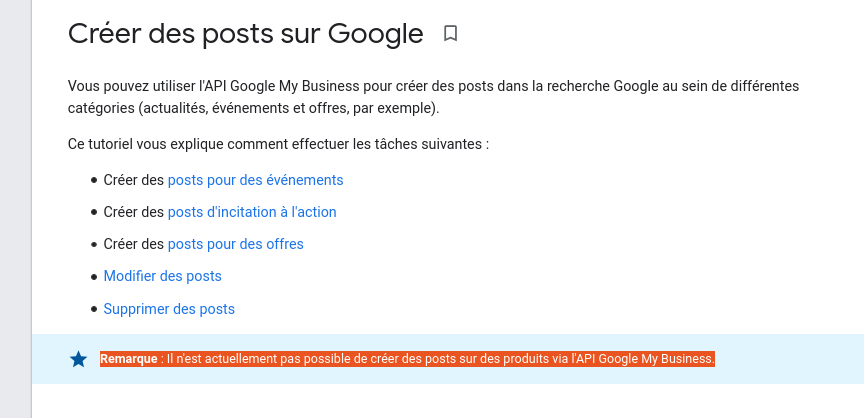 Créer des posts sur Google
Vous pouvez utiliser l'API Google My Business pour créer des posts dans la recherche Google au sein de différentes
catégories (actualités, événements et offres, par exemple).
Ce tutoriel vous explique comment effectuer les tâches suivantes :
• Créer des posts pour des événements
• Créer des posts d'incitation à l'action
• Créer des posts pour des offres
• Modifier des posts
• Supprimer des posts
Remarque : Il n'est actuellement pas possible de créer des posts sur des produits via l'API Google My Business.